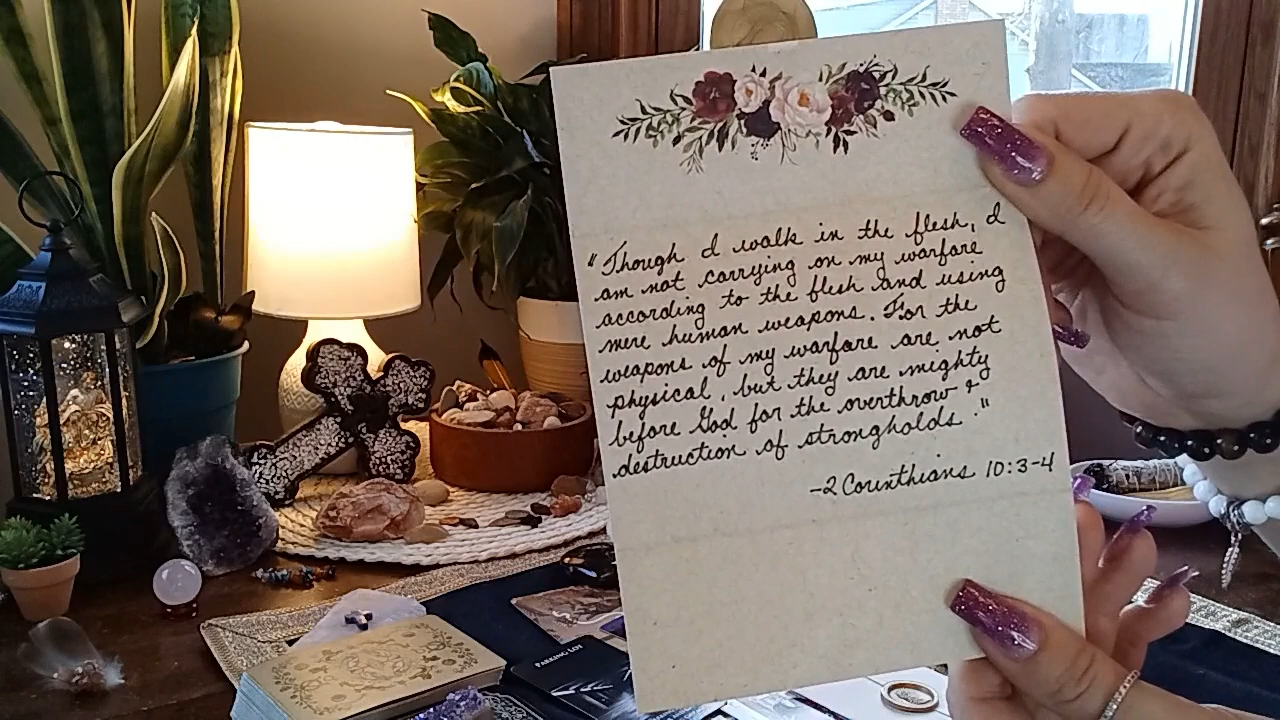 "Though I walk in the flesh, I
am not carrying on my warfare
according to the flesh and using
mere human weapons. For the
weapons of my warfare are not
physical, but they are mighty
before God for the overthrow &
destruction of strongholds."
-2 Corinthians 10:3-4
PARKING LOT